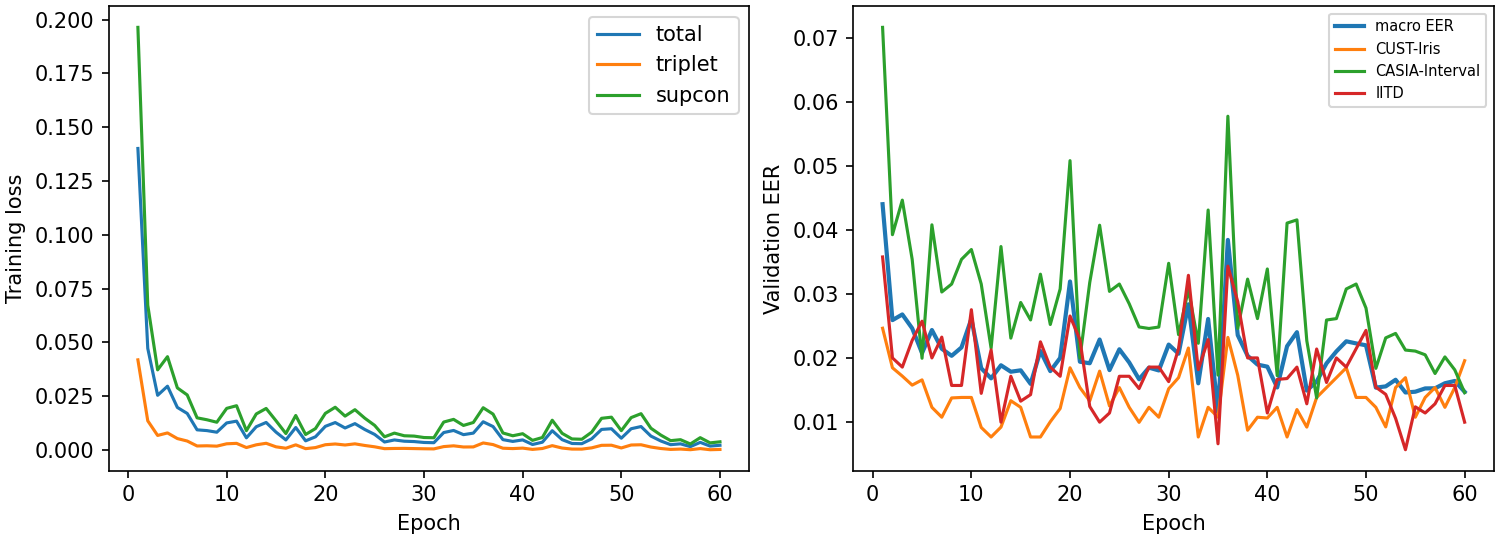 0.200
0.175
0.150
0.125
0.100
0.075
0.050
0.025
0.000
Training loss
0 10 20 30 40 50 60
Epoch
total
triplet
supcon
0.07
0.06
0.05
0.04
0.03
0.02
0.01
Validation EER
0 10 20 30 40 50 60
Epoch
macro EER
CUST-Iris
CASIA-Interval
IITD